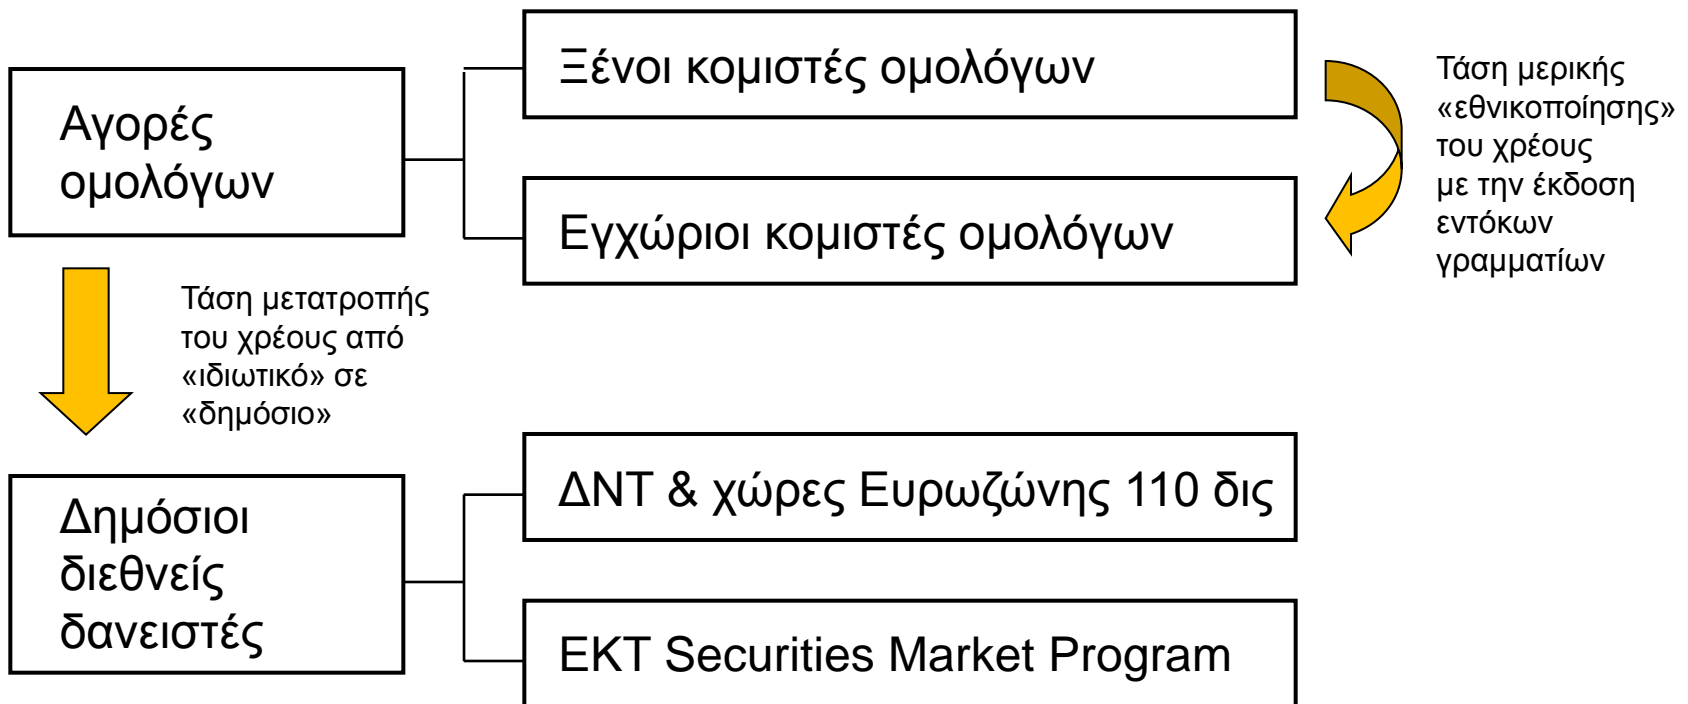 Ξένοι κομιστές ομολόγων
Αγορές
ομολόγων
Εγχώριοι κομιστές ομολόγων
Τάση μερικής
«εθνικοποίησης»
του χρέους
με την έκδοση
εντόκων
γραμματίων
Τάση μετατροπής
του χρέους από
«ιδιωτικό» σε
«δημόσιο»
Δημόσιοι
διεθνείς
δανειστές
ΔΝΤ & χώρες Ευρωζώνης 110 δις
ΕΚΤ Securities Market Program